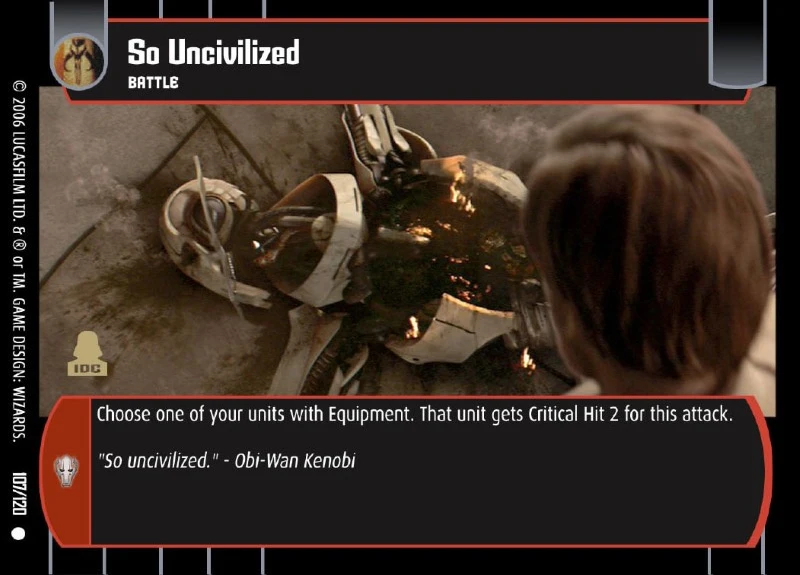 So Uncivilized
BATTLE
© 2006 LUCASFILM LTD. & ® or TM. GAME DESIGN: WIZARDS. 107/120
IDC
Choose one of your units with Equipment. That unit gets Critical Hit 2 for this attack.
"So uncivilized." - Obi-Wan Kenobi